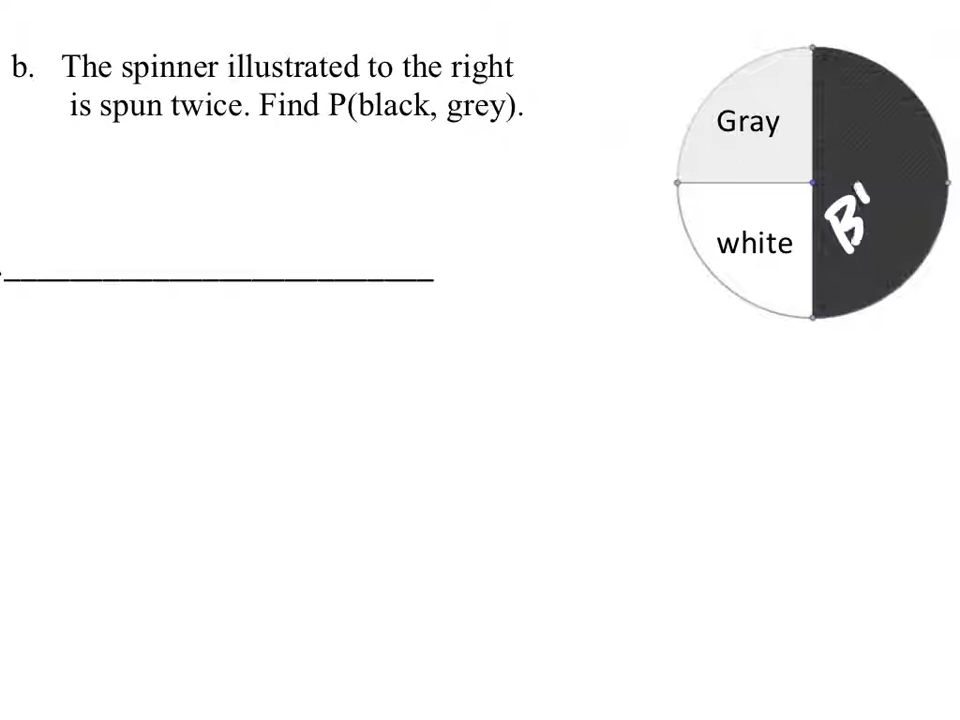 b. The spinner illustrated to the right
is spun twice. Find P(black, grey).
Gray
white
B